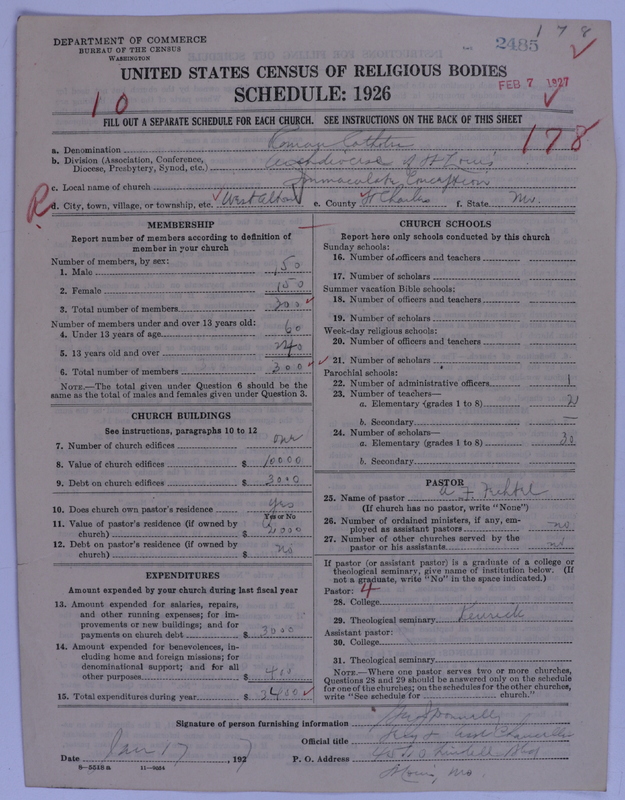 178
DEPARTMENT OF COMMERCE
BUREAU OF THE CENSUS
WASHINGTON
2485
UNITED STATES CENSUS OF RELIGIOUS BODIES
FEB 7 1927
SCHEDULE: 1926
10
FILL OUT A SEPARATE SCHEDULE FOR EACH CHURCH. SEE INSTRUCTIONS ON THE BACK OF THIS SHEET
178
a. Denomination Roman Catholic
b. Division (Association, Conference, Diocese, Presbytery, Synod, etc.) Archdiocese of St Louis
c. Local name of church Immaculate Conception
R
d. City, town, village, or township, etc. West Alton e. County St Charles f. State Mo.
MEMBERSHIP
Report number of members according to definition of
member in your church
Number of members, by sex:
1. Male 150
2. Female 150
3. Total number of members 300
Number of members under and over 13 years old:
4. Under 13 years of age 60
5. 13 years old and over 240
6. Total number of members 300
NOTE.—The total given under Question 6 should be the
same as the total of males and females given under Question 3.
CHURCH BUILDINGS
See instructions, paragraphs 10 to 12
7. Number of church edifices one
8. Value of church edifices $ 10000
9. Debt on church edifices $ 3000
10. Does church own pastor's residence yes
Yes or No
11. Value of pastor's residence (if owned by
church) $ 2000
12. Debt on pastor's residence (if owned by
church) $ no
EXPENDITURES
Amount expended by your church during last fiscal year
13. Amount expended for salaries, repairs,
and other running expenses; for im-
provements or new buildings; and for
payments on church debt $ 3000
14. Amount expended for benevolences, in-
cluding home and foreign missions; for
denominational support; and for all
other purposes $ 400
15. Total expenditures during year $ 3400
CHURCH SCHOOLS
Report here only schools conducted by this church
Sunday schools:
16. Number of officers and teachers
17. Number of scholars
Summer vacation Bible schools:
18. Number of officers and teachers
19. Number of scholars
Week-day religious schools:
20. Number of officers and teachers
21. Number of scholars
Parochial schools:
22. Number of administrative officers 1
23. Number of teachers—
a. Elementary (grades 1 to 8) 2
b. Secondary —
24. Number of scholars—
a. Elementary (grades 1 to 8) 30
b. Secondary
PASTOR
25. Name of pastor A. F.
(If church has no pastor, write "None")
26. Number of ordained ministers, if any, em-
ployed as assistant pastors no
27. Number of other churches served by the
pastor or his assistants no
If pastor (or assistant pastor) is a graduate of a college or
theological seminary, give name of institution below. (If
not a graduate, write "No" in the space indicated.)
Pastor: 4
28. College
29. Theological seminary Kenrick
Assistant pastor:
30. College
31. Theological seminary
NOTE.—Where one pastor serves two or more churches,
Questions 28 and 29 should be answered only on the schedule
for one of the churches; on the schedules for the other churches,
write "See schedule for church."
Signature of person furnishing information
Official title
Date Jan 17, 1927 P. O. Address Lindell Blvd
St Louis, Mo.
8—5518 a 11—9234